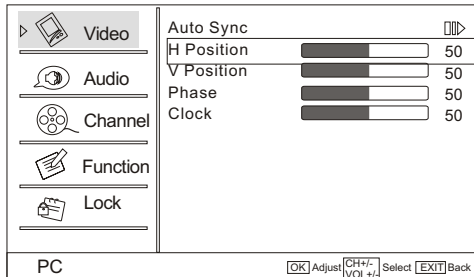 Video
Audio
Channel
Function
Lock
Auto Sync
H Position 50
V Position 50
Phase 50
Clock 50
PC
OK Adjust CH+/- VOL+/- Select EXIT Back